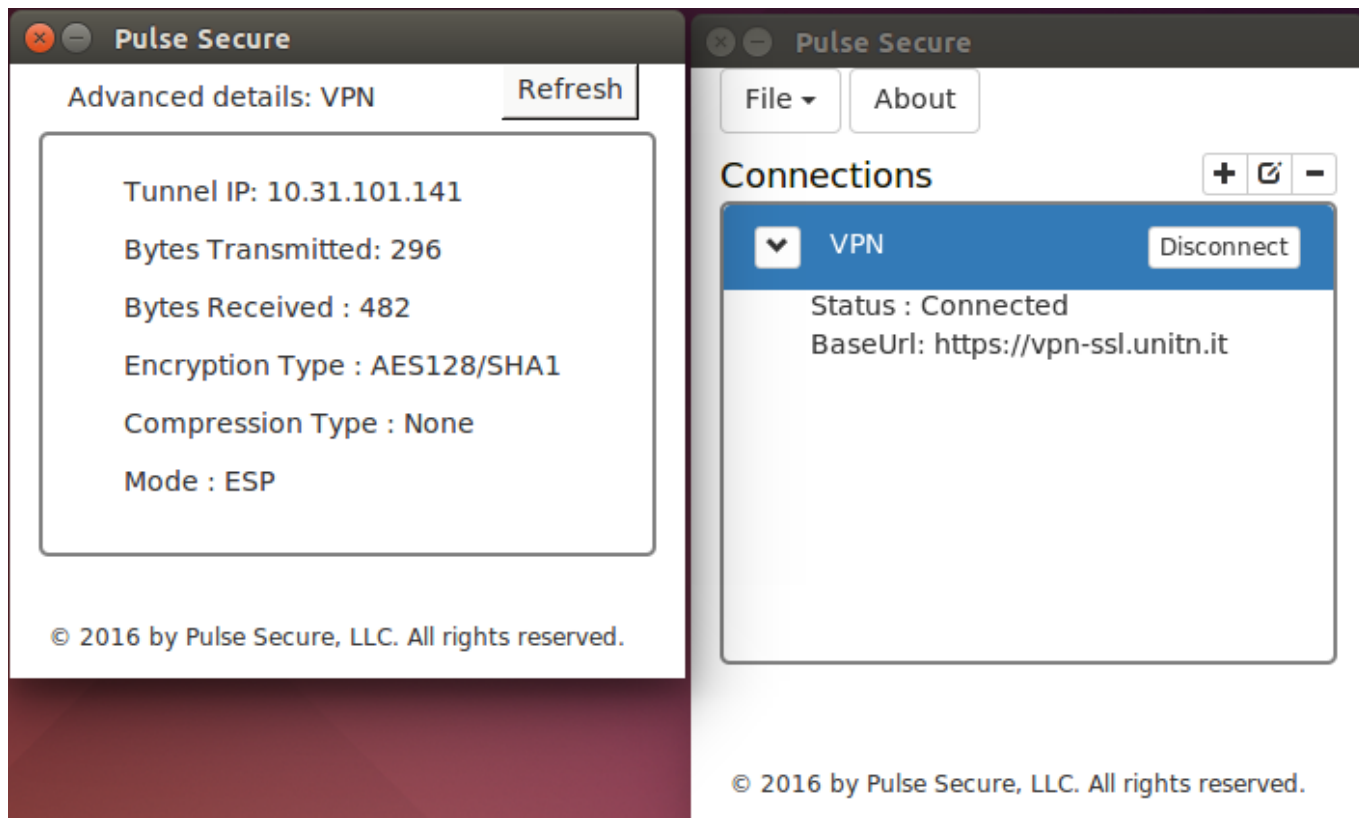 Pulse Secure
Advanced details: VPN
Refresh
Tunnel IP: 10.31.101.141
Bytes Transmitted: 296
Bytes Received : 482
Encryption Type : AES128/SHA1
Compression Type : None
Mode : ESP
© 2016 by Pulse Secure, LLC. All rights reserved.
Pulse Secure
File
About
Connections
VPN
Disconnect
Status : Connected
BaseUrl: https://vpn-ssl.unitn.it
© 2016 by Pulse Secure, LLC. All rights reserved.